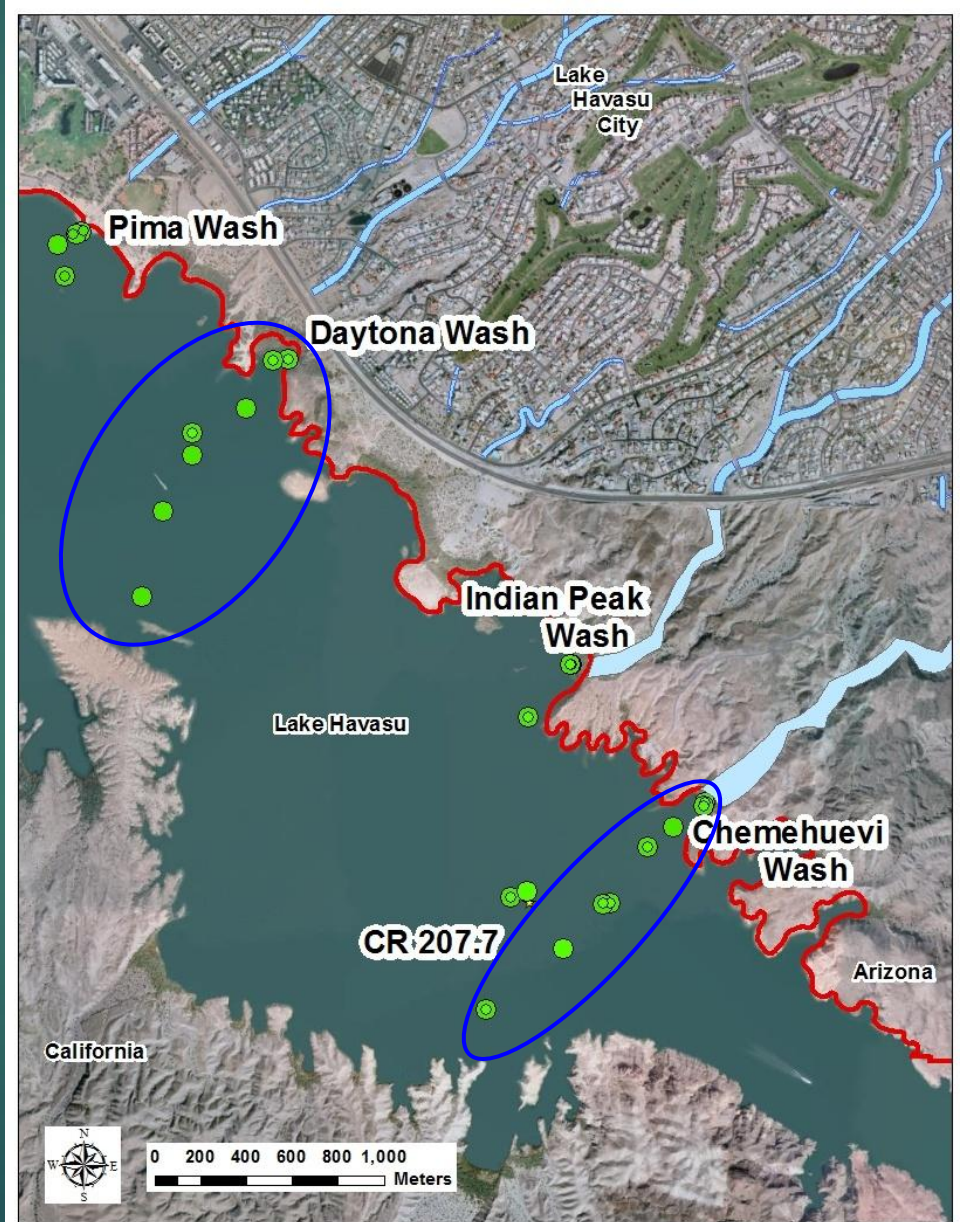 Lake
Havasu
City
Pima Wash
Daytona Wash
Indian Peak
Wash
Lake Havasu
Chemehuevi
Wash
CR 207.7
Arizona
California
N
W E
S
0 200 400 600 800 1,000
Meters